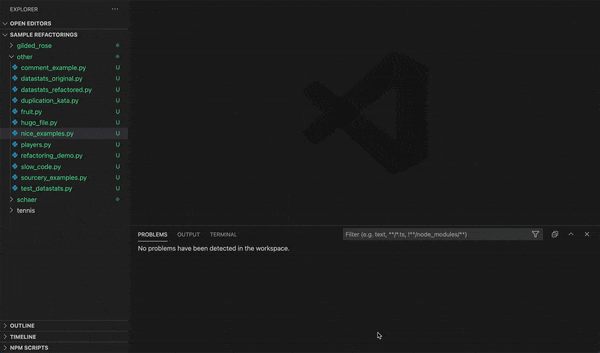 EXPLORER
OPEN EDITORS
SAMPLE REFACTORINGS
gilded_rose
other
comment_example.py U
datastats_original.py U
datastats_refactored.py U
duplication_kata.py U
fruit.py U
hugo_file.py U
nice_examples.py U
players.py U
refactoring_demo.py U
slow_code.py U
sourcery_examples.py U
test_datastats.py U
schaer
tennis
PROBLEMS OUTPUT TERMINAL Filter (e.g. text, **/*.ts, !**/node_modules/**)
No problems have been detected in the workspace.
OUTLINE
TIMELINE
NPM SCRIPTS